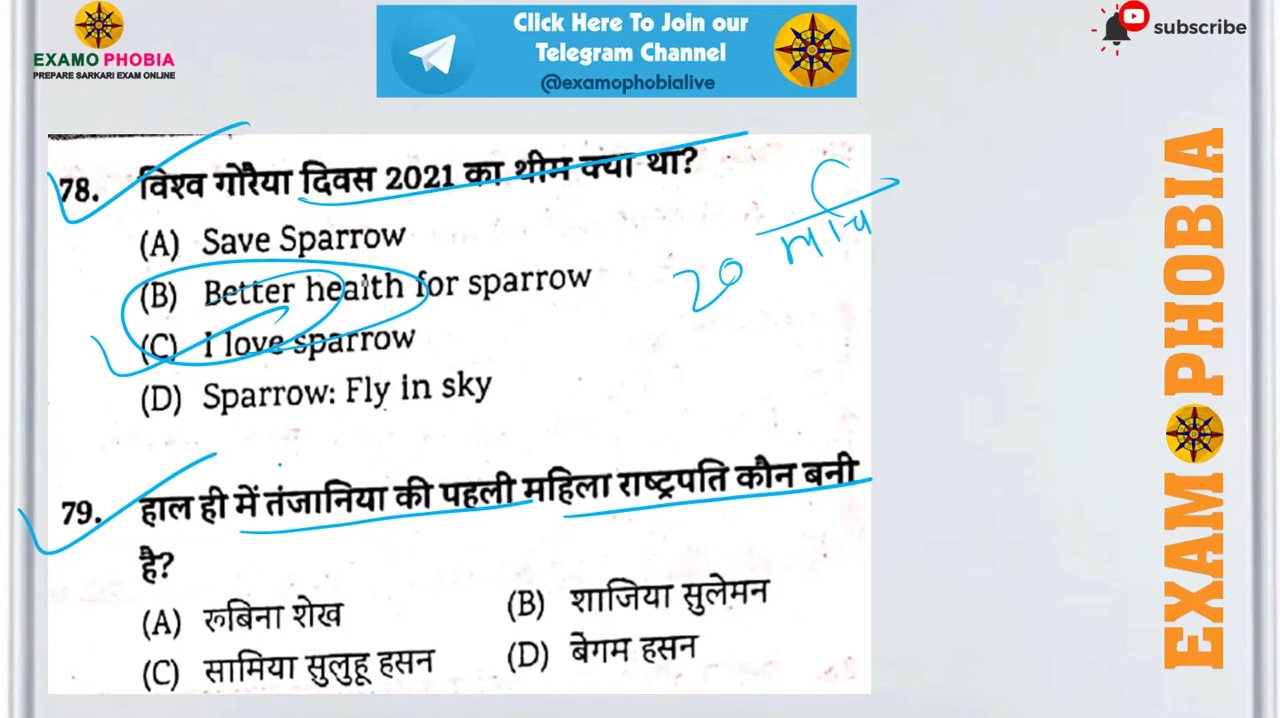 EXAMO PHOBIA
PREPARE SARKARI EXAM ONLINE
Click Here To Join our
Telegram Channel
@examophobialive
subscribe
78. विश्व गोरैया दिवस 2021 का थीम क्या था?
(A) Save Sparrow
(B) Better health for sparrow
(C) I love sparrow
(D) Sparrow: Fly in sky
20
79. हाल ही में तंजानिया की पहली महिला राष्ट्रपति कौन बनी
है?
(A) रुबिना शेख (B) शाजिया सुलेमन
(C) सामिया सुलुहू हसन (D) बेगम हसन
EXAM PHOBIA